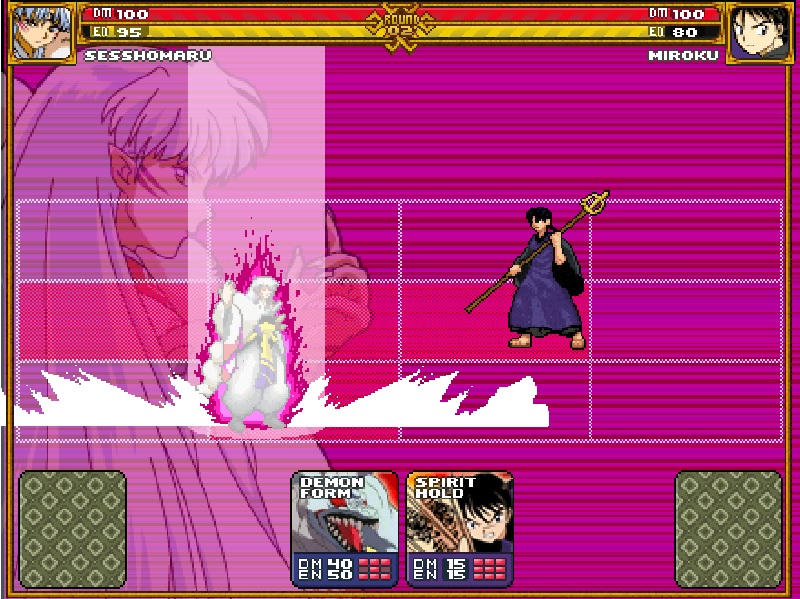 DM 100
EN 95
SESSHOMARU
ROUND
02
DM 100
EN 80
MIROKU
DEMON
FORM
DM 40
EN 50
SPIRIT
HOLD
DM 15
EN 15